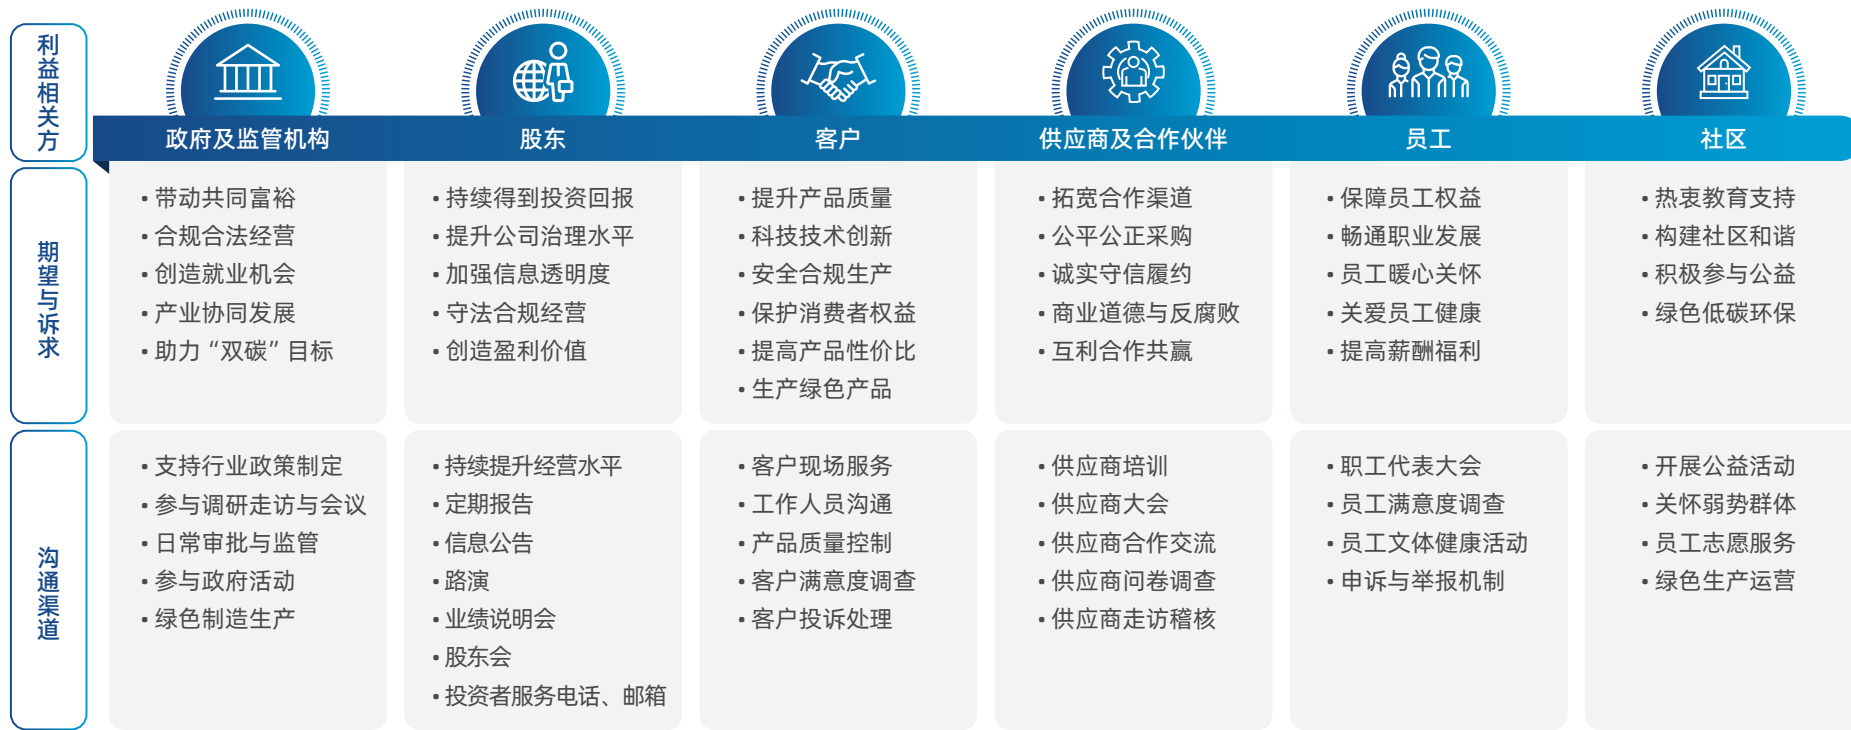 利益相关方
政府及监管机构
股东
客户
供应商及合作伙伴
员工
社区
期望与诉求
• 带动共同富裕
• 合规合法经营
• 创造就业机会
• 产业协同发展
• 助力“双碳”目标
• 持续得到投资回报
• 提升公司治理水平
• 加强信息透明度
• 守法合规经营
• 创造盈利价值
• 提升产品质量
• 科技技术创新
• 安全合规生产
• 保护消费者权益
• 提高产品性价比
• 生产绿色产品
• 拓宽合作渠道
• 公平公正采购
• 诚实守信履约
• 商业道德与反腐败
• 互利合作共赢
• 保障员工权益
• 畅通职业发展
• 员工暖心关怀
• 关爱员工健康
• 提高薪酬福利
• 热衷教育支持
• 构建社区和谐
• 积极参与公益
• 绿色低碳环保
沟通渠道
• 支持行业政策制定
• 参与调研走访与会议
• 日常审批与监管
• 参与政府活动
• 绿色制造生产
• 持续提升经营水平
• 定期报告
• 信息公告
• 路演
• 业绩说明会
• 股东会
• 投资者服务电话、邮箱
• 客户现场服务
• 工作人员沟通
• 产品质量控制
• 客户满意度调查
• 客户投诉处理
• 供应商培训
• 供应商大会
• 供应商合作交流
• 供应商问卷调查
• 供应商走访稽核
• 职工代表大会
• 员工满意度调查
• 员工文体健康活动
• 申诉与举报机制
• 开展公益活动
• 关怀弱势群体
• 员工志愿服务
• 绿色生产运营